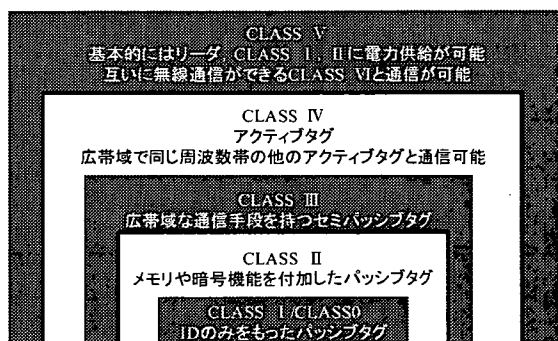 CLASS Ⅴ
基本的にはリーダ, CLASS Ⅰ, Ⅱに電力供給が可能
互いに無線通信ができるCLASS Ⅵと通信が可能
CLASS Ⅳ
アクティブタグ
広帯域で同じ周波数帯の他のアクティブタグと通信可能
CLASS Ⅲ
広帯域な通信手段を持つセミパッシブタグ
CLASS Ⅱ
メモリや暗号機能を付加したパッシブタグ
CLASS Ⅰ/CLASS0
IDのみをもったパッシブタグ